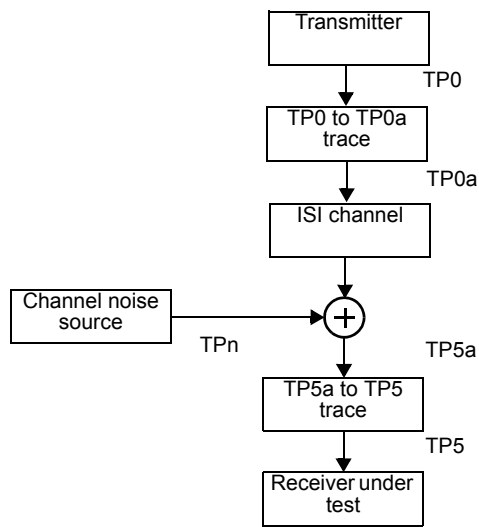 Transmitter
TP0
TP0 to TP0a
trace
TP0a
ISI channel
Channel noise
source
TPn
TP5a
TP5a to TP5
trace
TP5
Receiver under
test